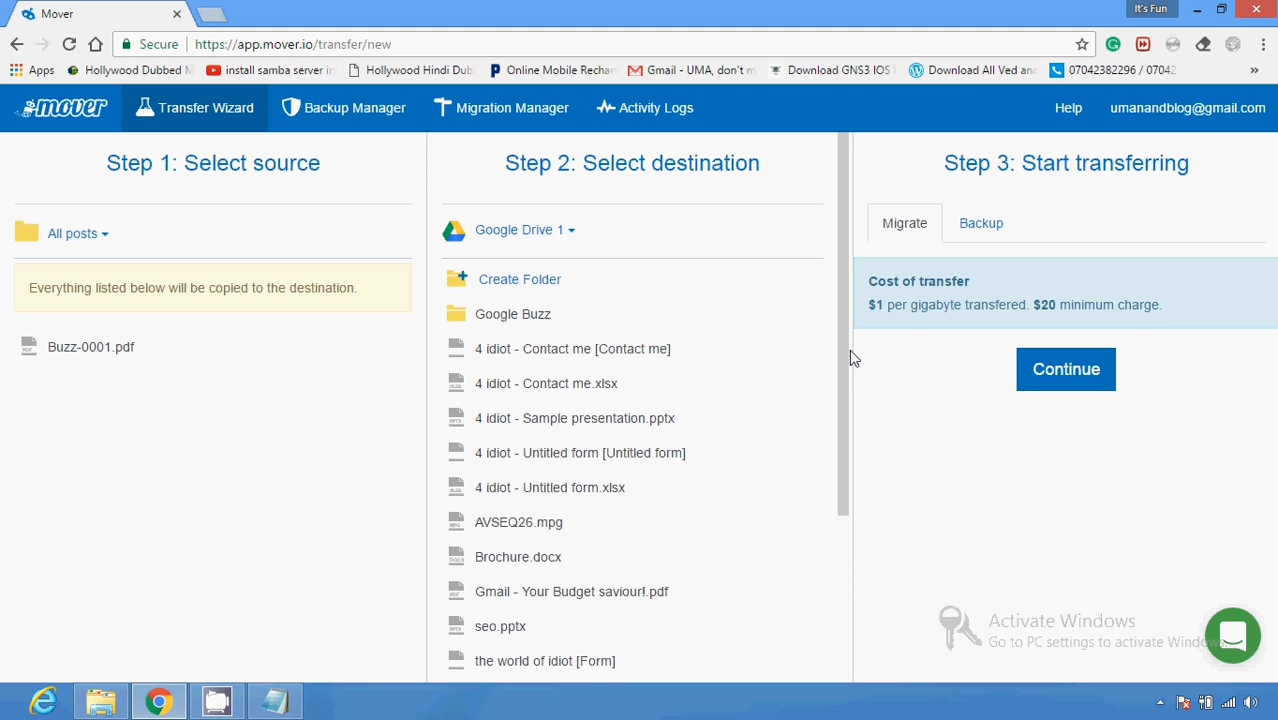 Mover
It's Fun
Secure
https://app.mover.io/transfer/new
Apps
Hollywood Dubbed M
install samba server in
Hollywood Hindi Dub
Online Mobile Rechar
Gmail - UMA, don't m
Download GNS3 IOS
Download All Ved and
07042382296 / 07042
»
mover
Transfer Wizard
Backup Manager
Migration Manager
Activity Logs
Help
umanandblog@gmail.com
Step 1: Select source
All posts
Everything listed below will be copied to the destination.
Buzz-0001.pdf
Step 2: Select destination
Google Drive 1
Create Folder
Google Buzz
4 idiot - Contact me [Contact me]
4 idiot - Contact me.xlsx
4 idiot - Sample presentation.pptx
4 idiot - Untitled form [Untitled form]
4 idiot - Untitled form.xlsx
AVSEQ26.mpg
Brochure.docx
Gmail - Your Budget saviour!.pdf
seo.pptx
the world of idiot [Form]
Step 3: Start transferring
Migrate
Backup
Cost of transfer
$1 per gigabyte transfered. $20 minimum charge.
Continue
Activate Windows
Go to PC settings to activate Windows